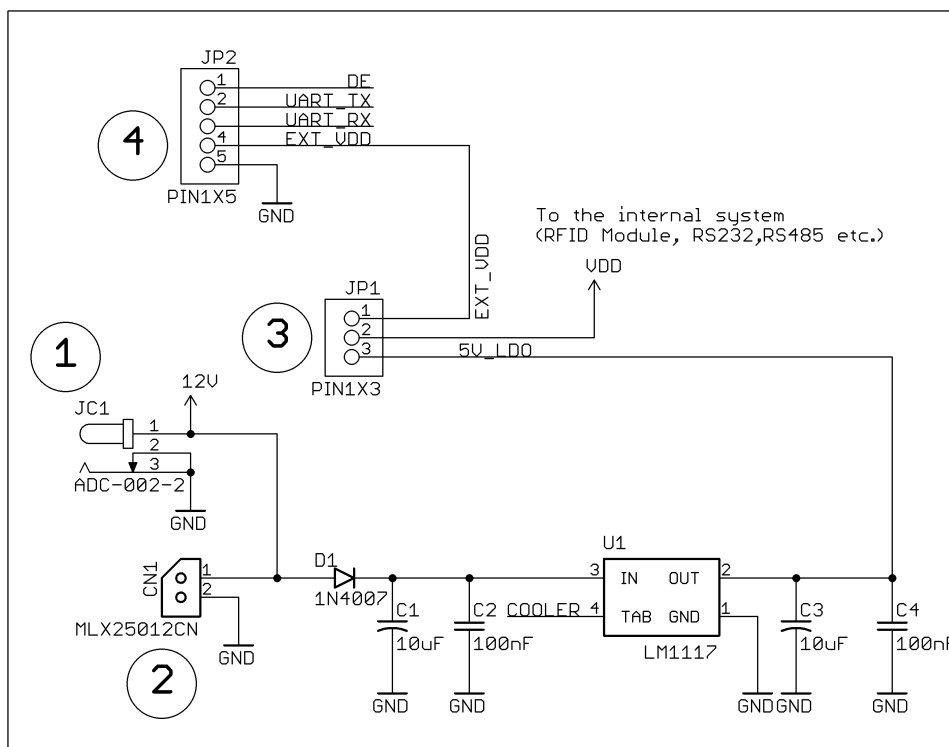 JP2
1 DE
2 UART_TX
UART_RX
4 EXT_VDD
5
PIN1X5
GND
4
To the internal system
(RFID Module, RS232,RS485 etc.)
VDD
EXT_VDD
JP1
1
2
3 5V_LDO
PIN1X3
3
1
12V
JC1
1
2
3
ADC-002-2
GND
CN1
1
2
MLX25012CN
GND
2
D1
1N4007
C1
10uF
GND
C2
100nF
GND
COOLER
U1
3 IN OUT 2
4 TAB GND 1
LM1117
GND
C3
10uF
GND
C4
100nF
GND